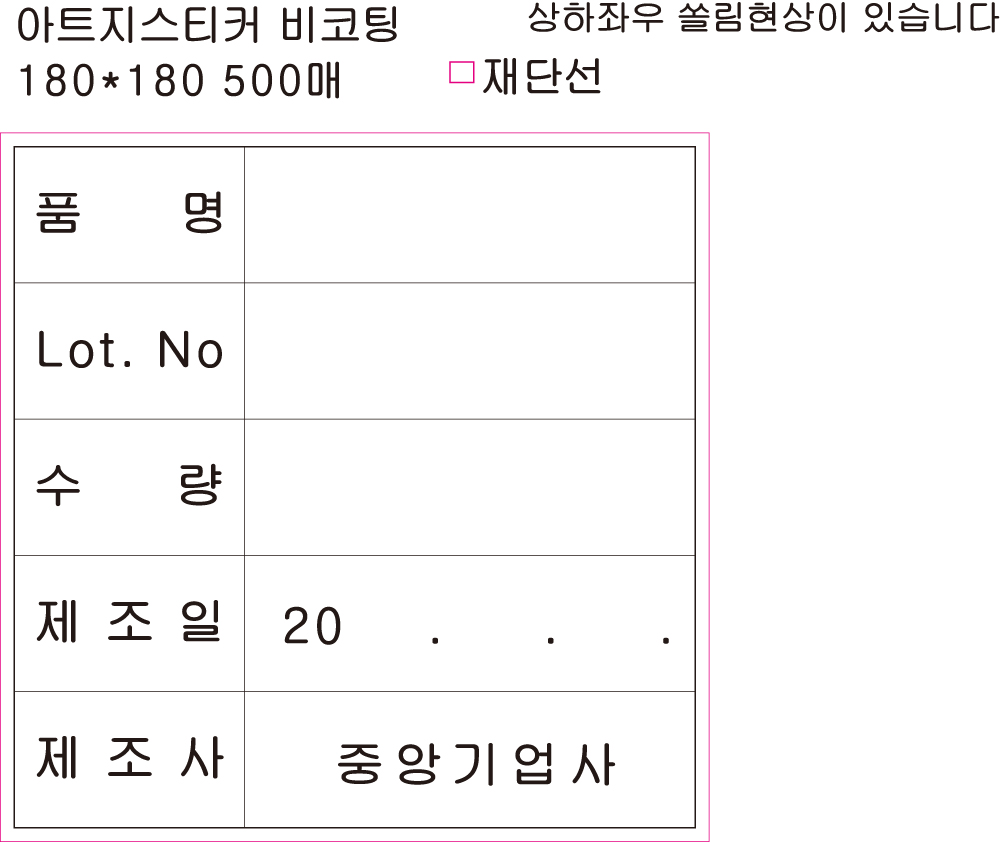 아트지스티커 비코팅
상하좌우 쏠림현상이 있습니다
180*180 500매
재단선
품 명
Lot. No
수 량
제 조 일 20 . . .
제 조 사 중앙기업사